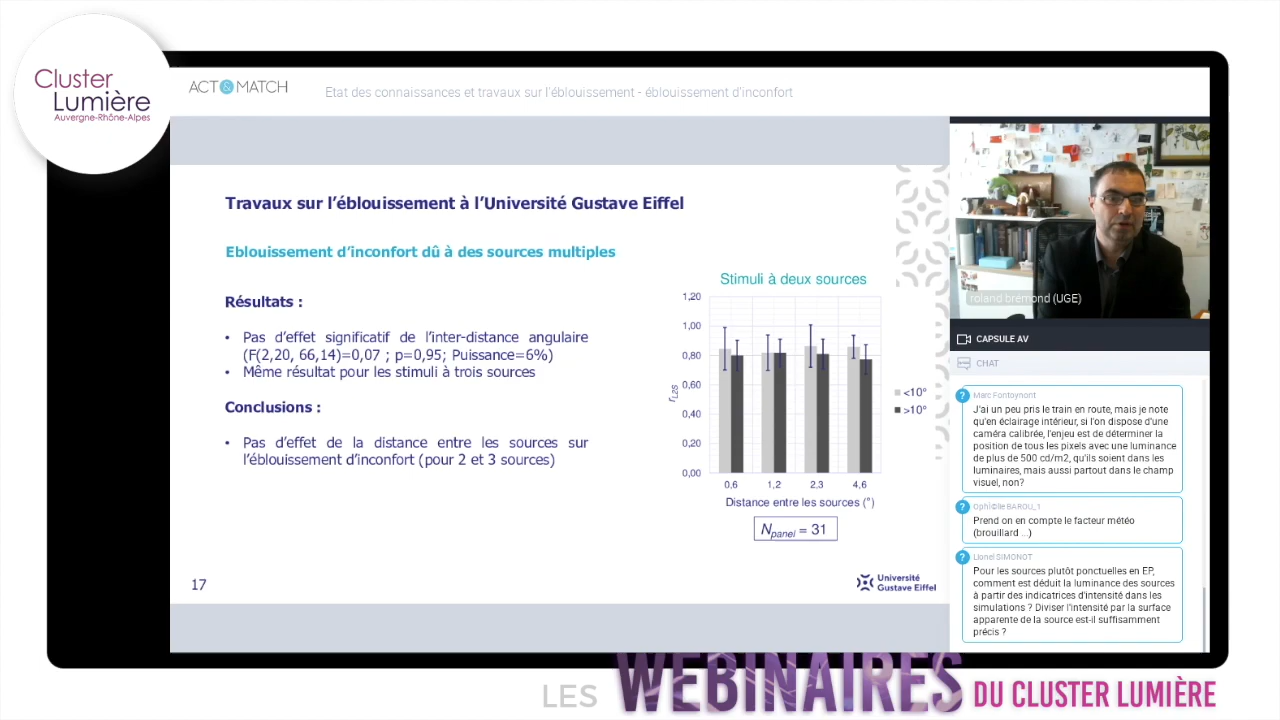 Cluster
Lumière
Auvergne-Rhône-Alpes
ACT & MATCH
Etat des connaissances et travaux sur l'éblouissement - éblouissement d'inconfort
Travaux sur l'éblouissement à l'Université Gustave Eiffel
Eblouissement d'inconfort dû à des sources multiples
Résultats :
• Pas d'effet significatif de l'inter-distance angulaire
(F(2,20, 66,14)=0,07 ; p=0,95; Puissance=6%)
• Même résultat pour les stimuli à trois sources
Conclusions :
• Pas d'effet de la distance entre les sources sur
l'éblouissement d'inconfort (pour 2 et 3 sources)
Stimuli à deux sources
1,20
1,00
0,80
0,60
0,40
0,20
0,00
rL2S
0,6 1,2 2,3 4,6
Distance entre les sources (°)
<10°
>10°
Npanel = 31
17
Université
Gustave Eiffel
roland brémond (UGE)
CAPSULE AV
CHAT
? Marc Fontoynont
J'ai un peu pris le train en route, mais je note
qu'en éclairage intérieur, si l'on dispose d'une
caméra calibrée, l'enjeu est de déterminer la
position de tous les pixels avec une luminance
de plus de 500 cd/m2, qu'ils soient dans les
luminaires, mais aussi partout dans le champ
visuel, non?
? OphÌ©lie BAROU_1
Prend on en compte le facteur météo
(brouillard ...)
? Lionel SIMONOT
Pour les sources plutôt ponctuelles en EP,
comment est déduit la luminance des sources
à partir des indicatrices d'intensité dans les
simulations ? Diviser l'intensité par la surface
apparente de la source est-il suffisamment
précis ?
LES WEBINAIRES DU CLUSTER LUMIÈRE